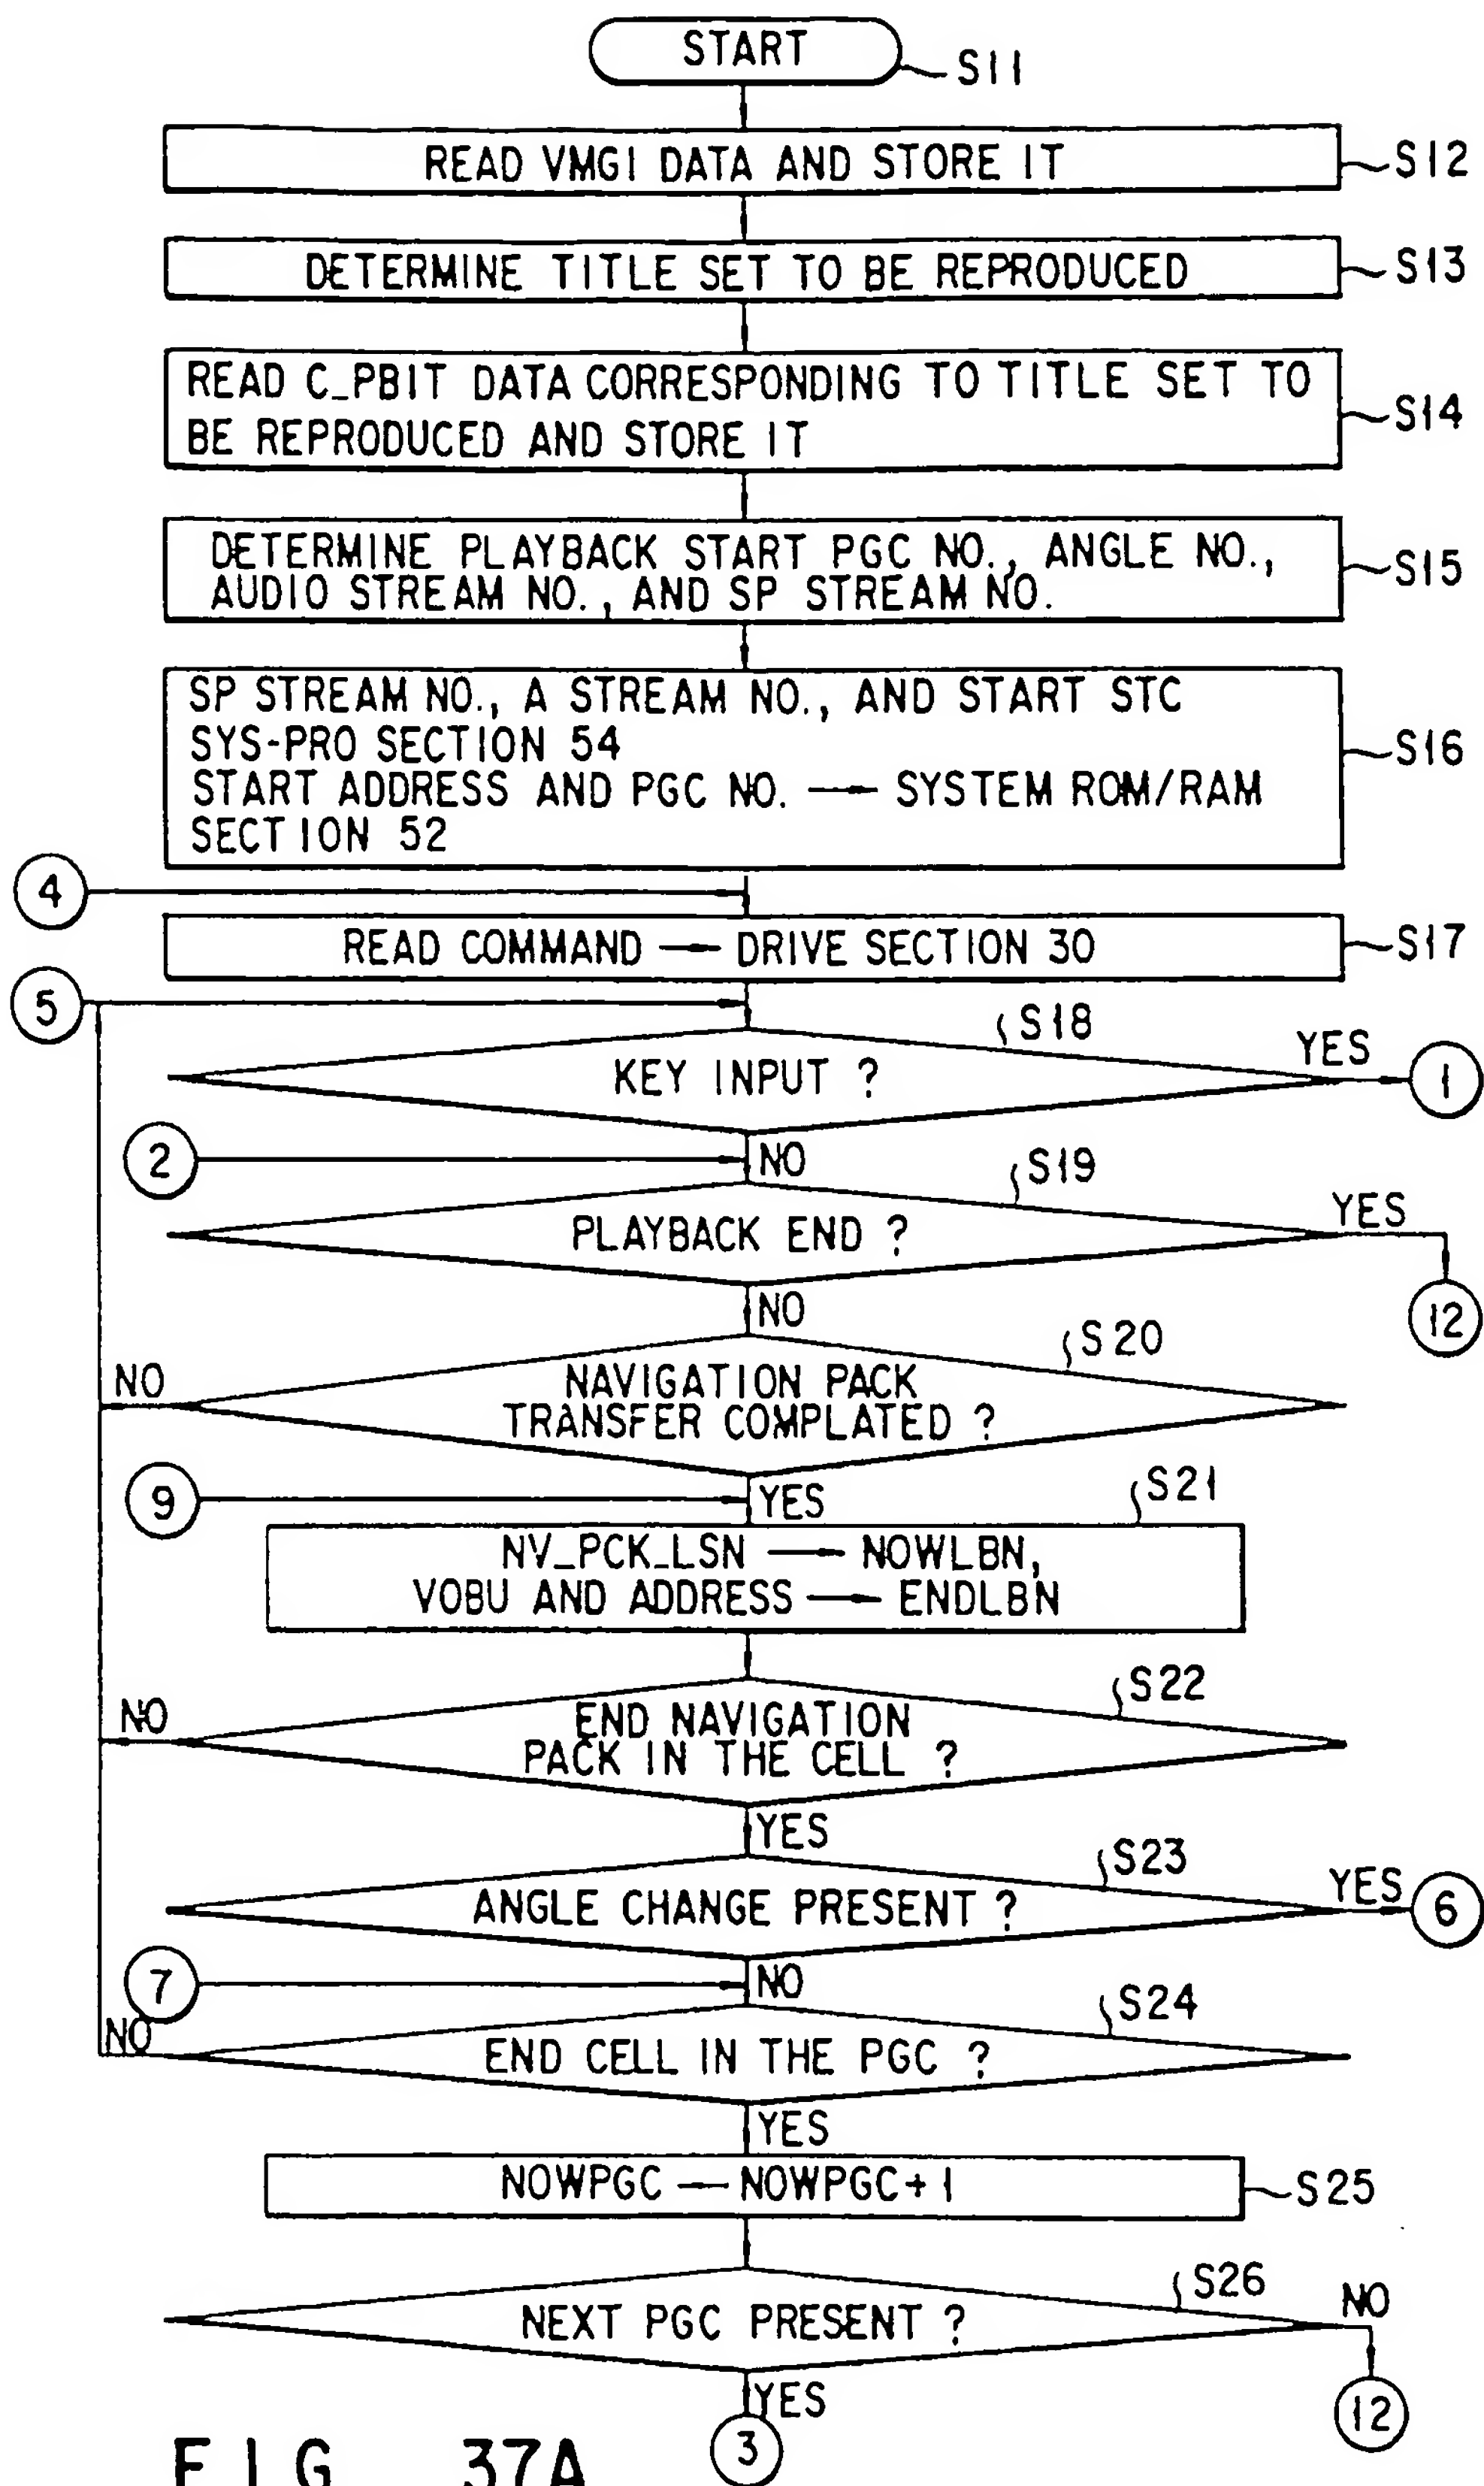 START
S11
READ VMGI DATA AND STORE IT
S12
DETERMINE TITLE SET TO BE REPRODUCED
S13
READ C_PBIT DATA CORRESPONDING TO TITLE SET TO
BE REPRODUCED AND STORE IT
S14
DETERMINE PLAYBACK START PGC NO., ANGLE NO.,
AUDIO STREAM NO., AND SP STREAM NO.
S15
SP STREAM NO., A STREAM NO., AND START STC
SYS-PRO SECTION 54
START ADDRESS AND PGC NO. → SYSTEM ROM/RAM
SECTION 52
S16
4
READ COMMAND → DRIVE SECTION 30
S17
5
S18
KEY INPUT ?
YES
1
2
NO
S19
PLAYBACK END ?
YES
12
NO
S20
NO
NAVIGATION PACK
TRANSFER COMPLATED ?
9
YES
S21
NV_PCK_LSN → NOWLBN,
VOBU AND ADDRESS → ENDLBN
S22
NO
END NAVIGATION
PACK IN THE CELL ?
YES
S23
ANGLE CHANGE PRESENT ?
YES
6
7
NO
S24
NO
END CELL IN THE PGC ?
YES
NOWPGC — NOWPGC+1
S25
S26
NEXT PGC PRESENT ?
NO
12
YES
3
FIG. 37A